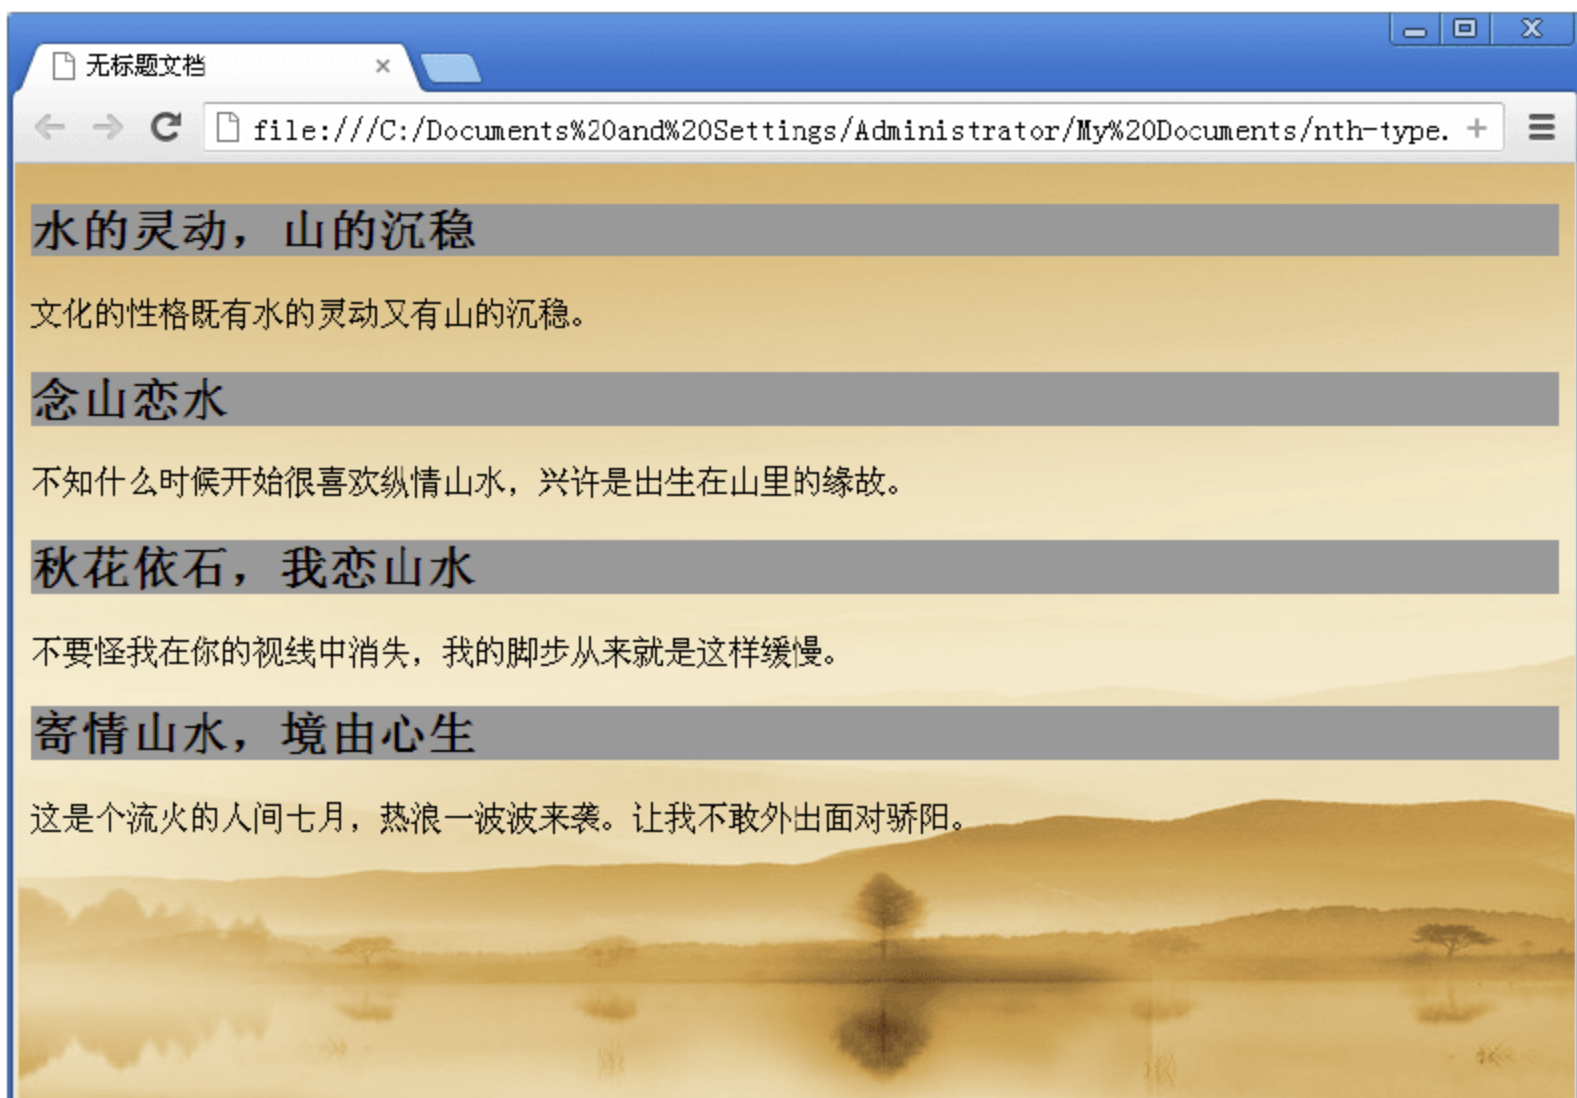 无标题文档
file:///C:/Documents%20and%20Settings/Administrator/My%20Documents/nth-type.
水的灵动，山的沉稳
文化的性格既有水的灵动又有山的沉稳。
念山恋水
不知什么时候开始很喜欢纵情山水，兴许是出生在山里的缘故。
秋花依石，我恋山水
不要怪我在你的视线中消失，我的脚步从来就是这样缓慢。
寄情山水，境由心生
这是个流火的人间七月，热浪一波波来袭。让我不敢外出面对骄阳。